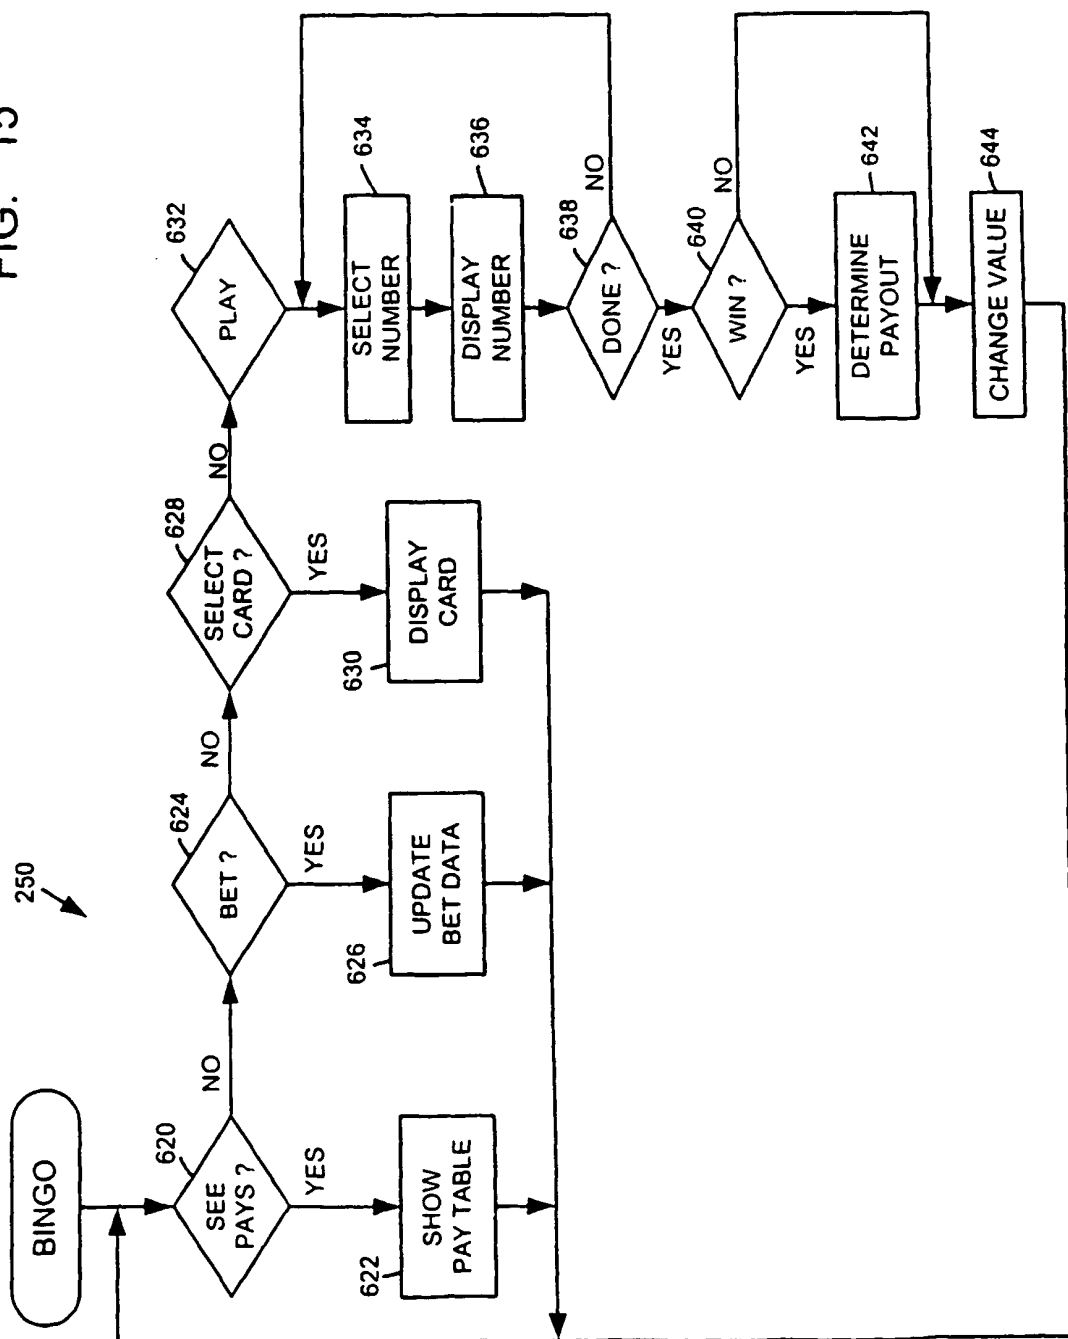 FIG. 15
250
BINGO
620
SEE
PAYS ?
YES
NO
622
SHOW
PAY TABLE
624
BET ?
YES
NO
626
UPDATE
BET DATA
628
SELECT
CARD ?
YES
NO
630
DISPLAY
CARD
632
PLAY
634
SELECT
NUMBER
636
DISPLAY
NUMBER
638
DONE ?
NO
YES
640
WIN ?
NO
YES
642
DETERMINE
PAYOUT
644
CHANGE VALUE